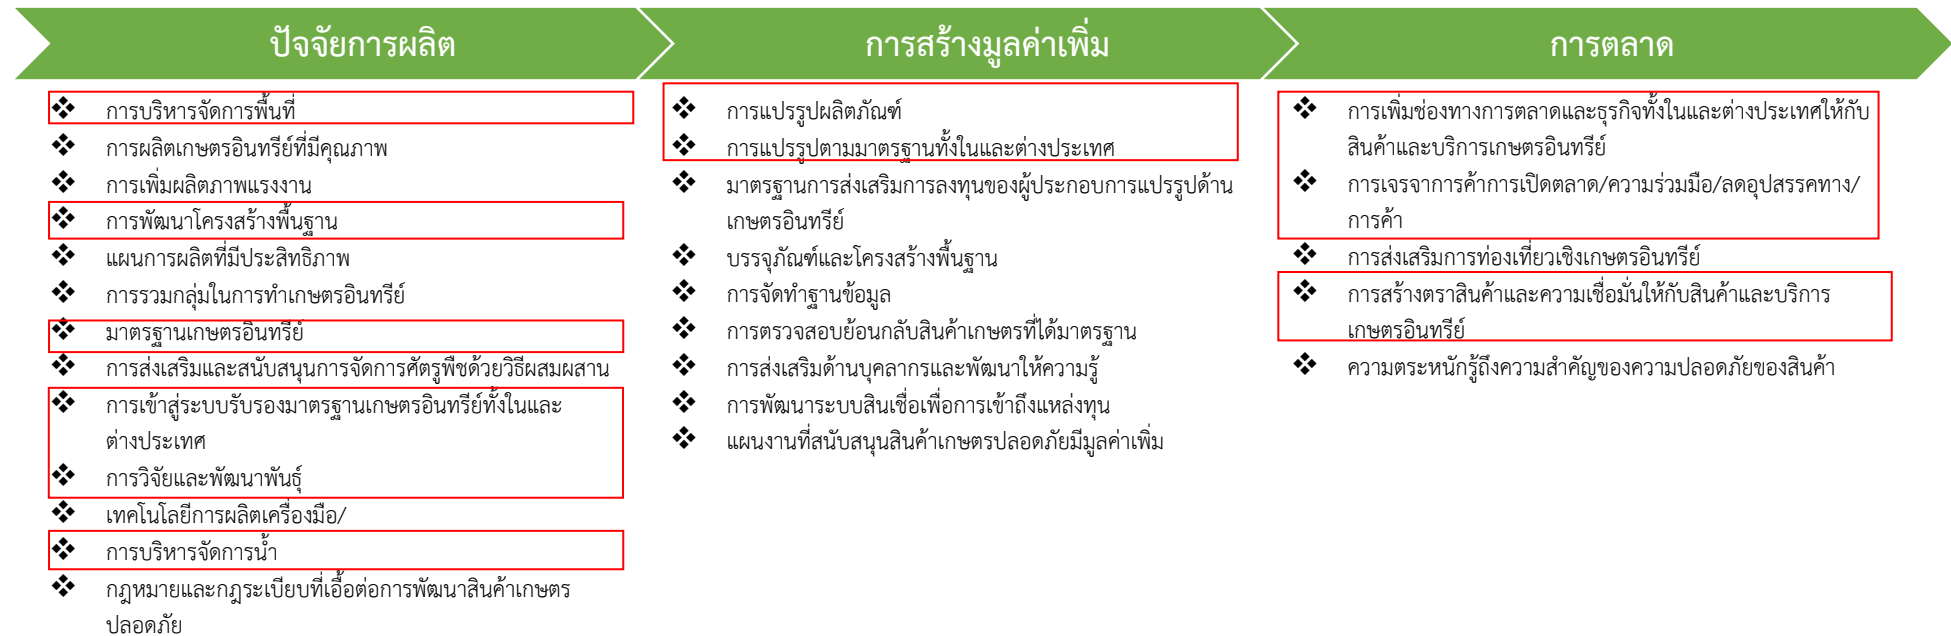 ปัจจัยการผลิต
การสร้างมูลค่าเพิ่ม
การตลาด
การบริหารจัดการพื้นที่
การผลิตเกษตรอินทรีย์ที่มีคุณภาพ
การเพิ่มผลิตภาพแรงงาน
การพัฒนาโครงสร้างพื้นฐาน
แผนการผลิตที่มีประสิทธิภาพ
การรวมกลุ่มในการทำเกษตรอินทรีย์
มาตรฐานเกษตรอินทรีย์
การส่งเสริมและสนับสนุนการจัดการศัตรูพืชด้วยวิธีผสมผสาน
การเข้าสู่ระบบรับรองมาตรฐานเกษตรอินทรีย์ทั้งในและ
ต่างประเทศ
การวิจัยและพัฒนาพันธุ์
เทคโนโลยีการผลิตเครื่องมือ/
การบริหารจัดการน้ำ
กฎหมายและกฎระเบียบที่เอื้อต่อการพัฒนาสินค้าเกษตร
ปลอดภัย
การแปรรูปผลิตภัณฑ์
การแปรรูปตามมาตรฐานทั้งในและต่างประเทศ
มาตรฐานการส่งเสริมการลงทุนของผู้ประกอบการแปรรูปด้าน
เกษตรอินทรีย์
บรรจุภัณฑ์และโครงสร้างพื้นฐาน
การจัดทำฐานข้อมูล
การตรวจสอบย้อนกลับสินค้าเกษตรที่ได้มาตรฐาน
การส่งเสริมด้านบุคลากรและพัฒนาให้ความรู้
การพัฒนาระบบสินเชื่อเพื่อการเข้าถึงแหล่งทุน
แผนงานที่สนับสนุนสินค้าเกษตรปลอดภัยมีมูลค่าเพิ่ม
การเพิ่มช่องทางการตลาดและธุรกิจทั้งในและต่างประเทศให้กับ
สินค้าและบริการเกษตรอินทรีย์
การเจรจาการค้าการเปิดตลาด/ความร่วมมือ/ลดอุปสรรคทาง/
การค้า
การส่งเสริมการท่องเที่ยวเชิงเกษตรอินทรีย์
การสร้างตราสินค้าและความเชื่อมั่นให้กับสินค้าและบริการ
เกษตรอินทรีย์
ความตระหนักรู้ถึงความสำคัญของความปลอดภัยของสินค้า